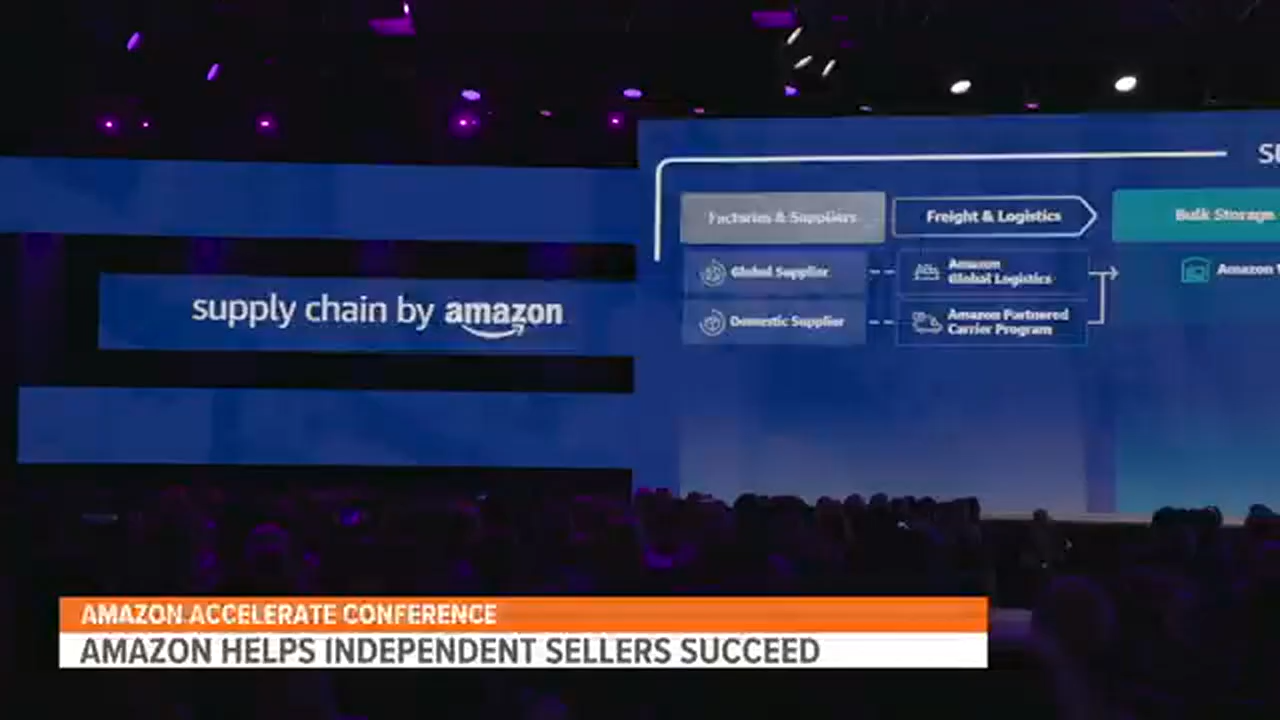 supply chain by amazon
Factories & Suppliers
Freight & Logistics
Bulk Storage
Global Supplier
Amazon
Global Logistics
Amazon
Domestic Supplier
Amazon Partnered
Carrier Program
AMAZON ACCELERATE CONFERENCE
AMAZON HELPS INDEPENDENT SELLERS SUCCEED